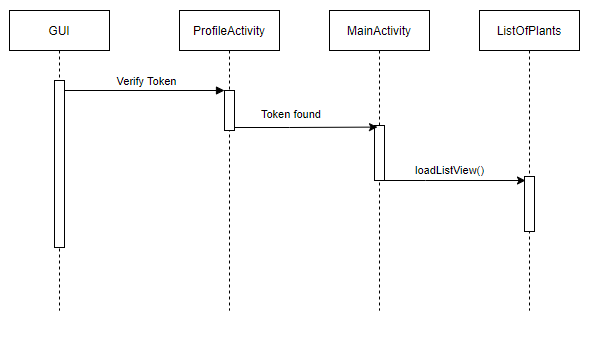 GUI
ProfileActivity
MainActivity
ListOfPlants
Verify Token
Token found
loadListView()